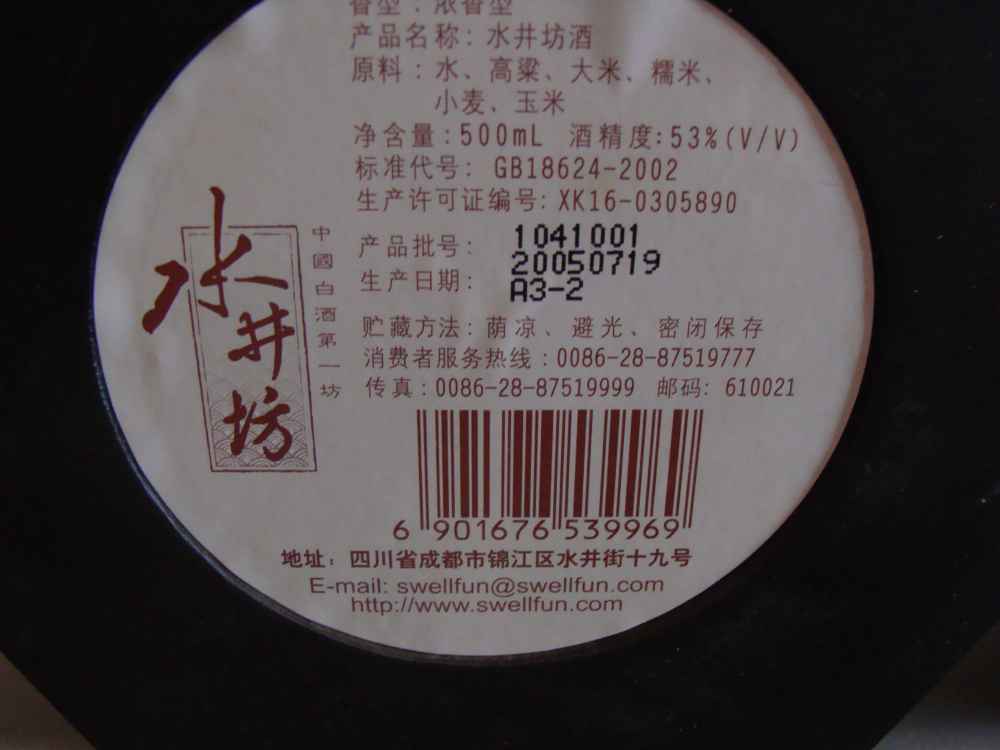 香型：浓香型
产品名称：水井坊酒
原料：水、高粱、大米、糯米、
小麦、玉米
净含量：500mL 酒精度：53%(V/V)
标准代号：GB18624-2002
生产许可证编号：XK16-0305890
产品批号：1041001
生产日期：20050719
A3-2
贮藏方法：荫凉、避光、密闭保存
消费者服务热线：0086-28-87519777
传真：0086-28-87519999 邮码：610021
6 901676 539969
地址：四川省成都市锦江区水井街十九号
E-mail: swellfun@swellfun.com
http://www.swellfun.com
水井坊
中國白酒第一坊